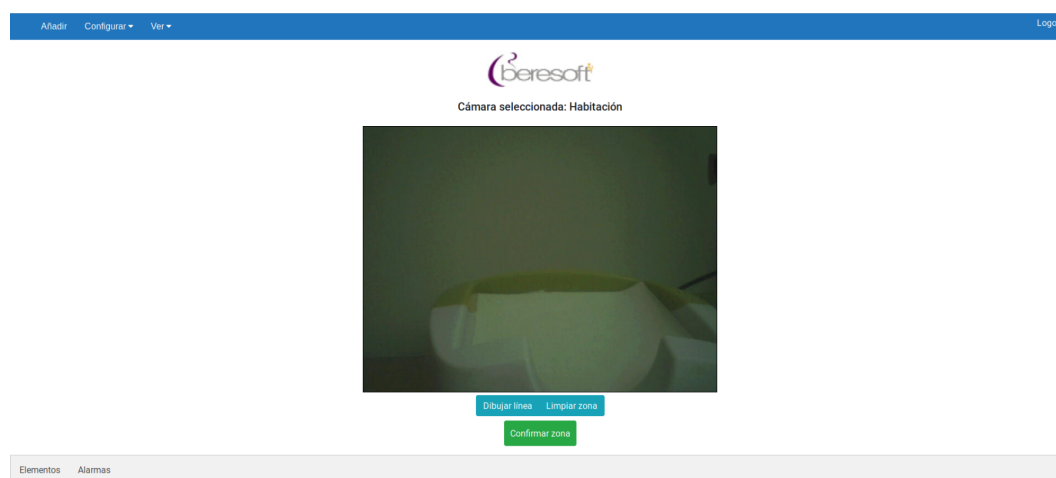 Añadir Configurar Ver Logo
beresoft
Cámara seleccionada: Habitación
Dibujar línea Limpiar zona
Confirmar zona
Elementos Alarmas